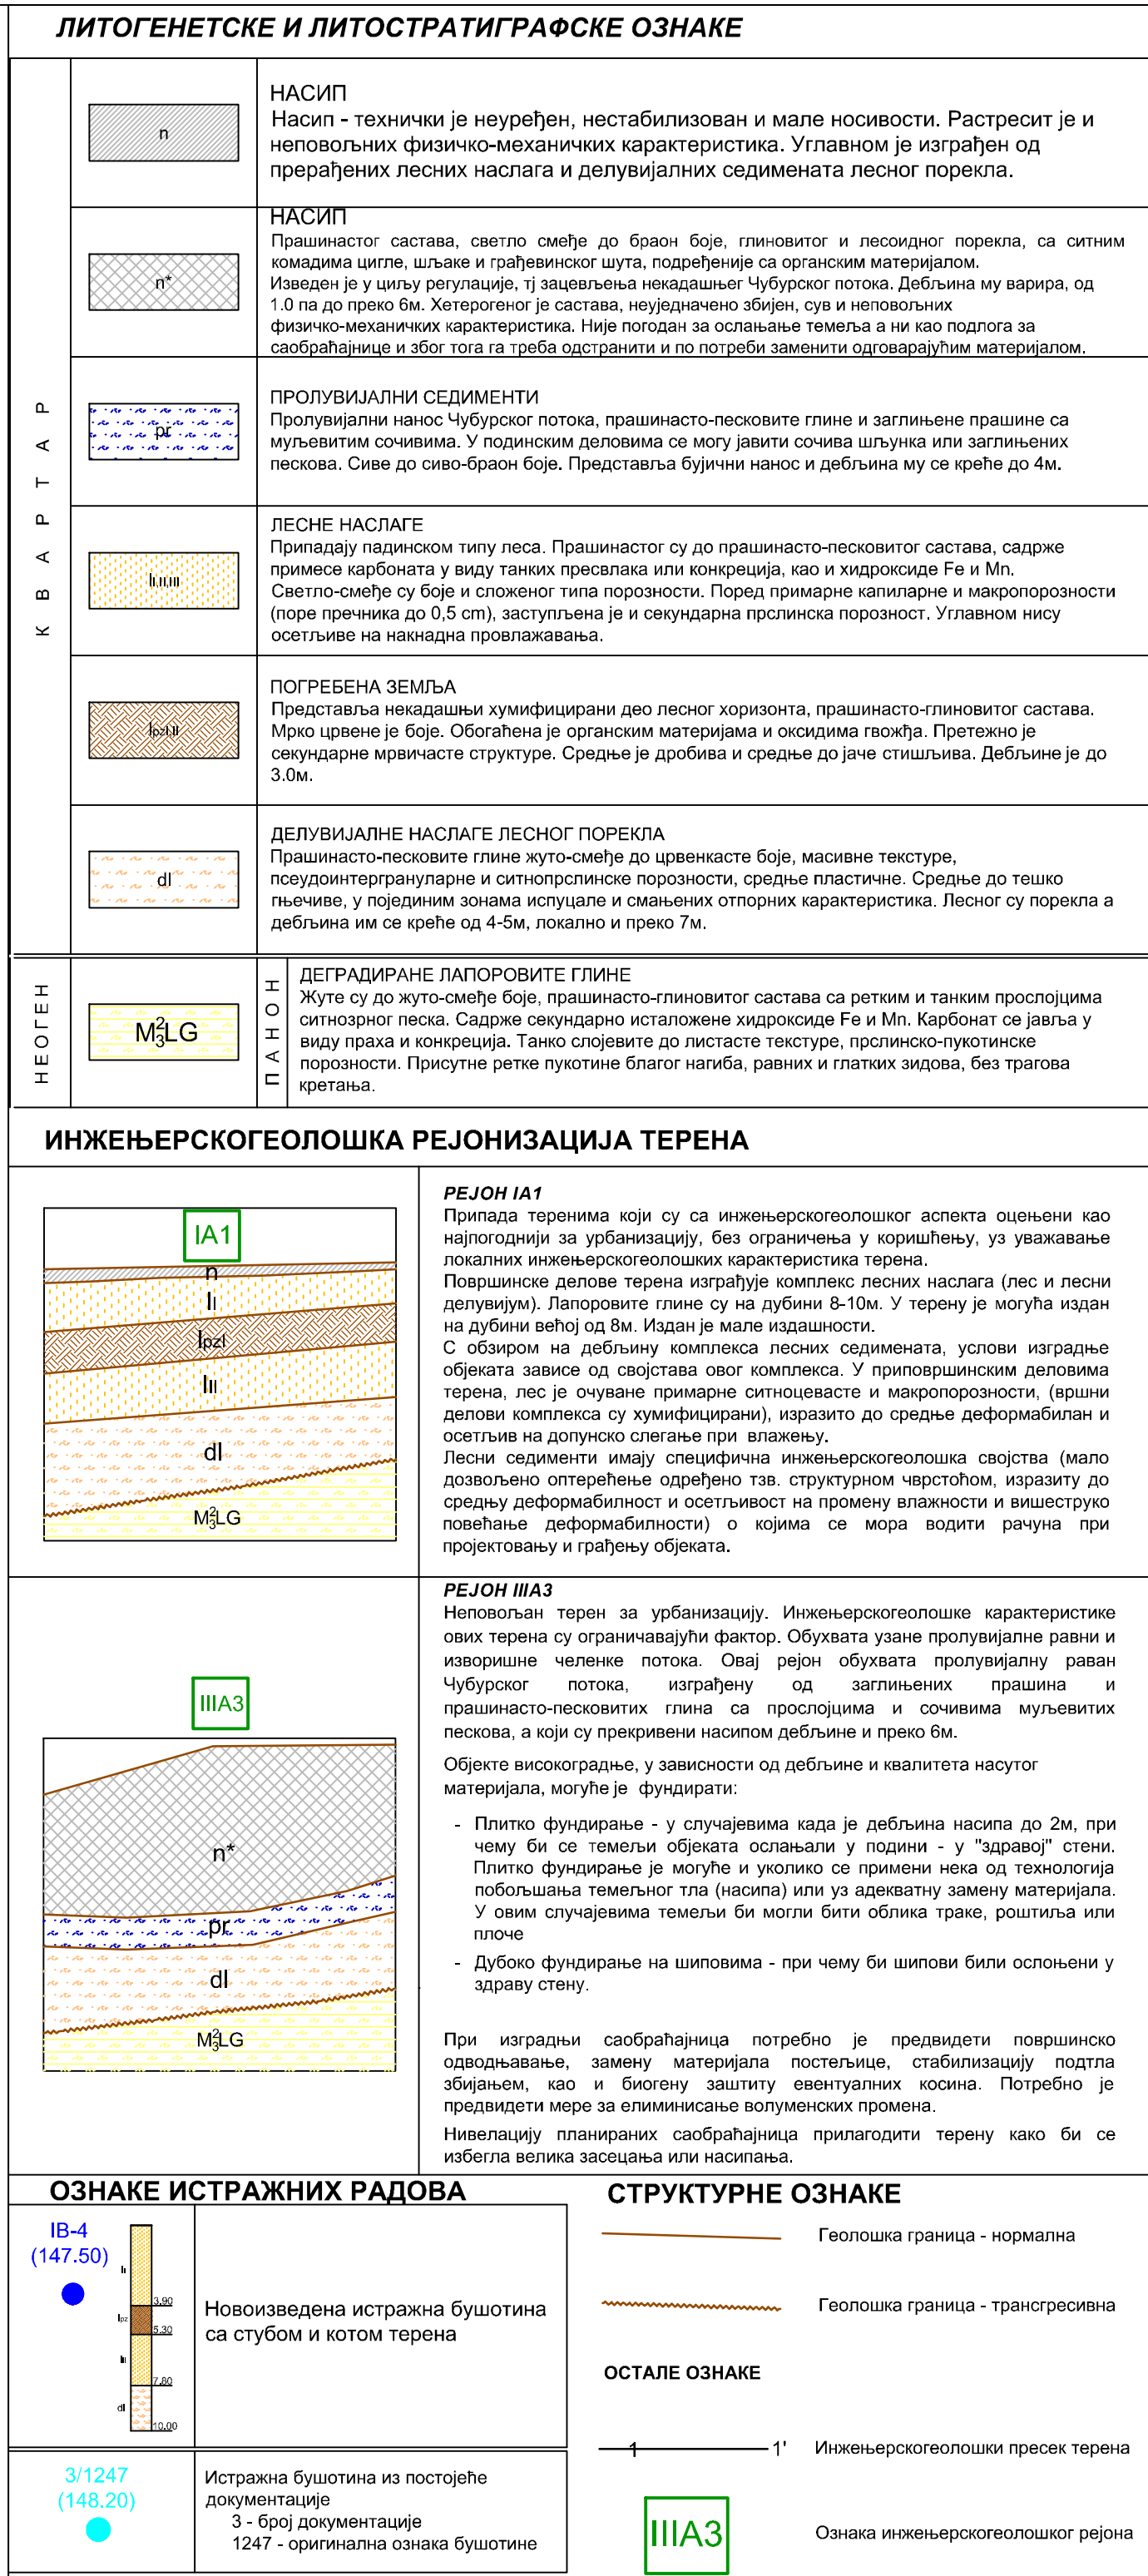 ЛИТОГЕНЕТСКЕ И ЛИТОСТРАТИГРАФСКЕ ОЗНАКЕ
КВАРТАР
n
НАСИП
Насип - технички је неуређен, нестабилизован и мале носивости. Растресит је и
неповољних физичко-механичких карактеристика. Углавном је изграђен од
прерађених лесних наслага и делувијалних седимената лесног порекла.
n*
НАСИП
Прашинастог састава, светло смеђе до браон боје, глиновитог и лесоидног порекла, са ситним
комадима цигле, шљаке и грађевинског шута, подређеније са органским материјалом.
Изведен је у циљу регулације, тј зацевљења некадашњег Чубурског потока. Дебљина му варира, од
1.0 па до преко 6м. Хетерогеног је састава, неуједначено збијен, сув и неповољних
физичко-механичких карактеристика. Није погодан за ослањање темеља а ни као подлога за
саобраћајнице и због тога га треба одстранити и по потреби заменити одговарајућим материјалом.
pr
ПРОЛУВИЈАЛНИ СЕДИМЕНТИ
Пролувијални нанос Чубурског потока, прашинасто-песковите глине и заглињене прашине са
муљевитим сочивима. У подинским деловима се могу јавити сочива шљунка или заглињених
пескова. Сиве до сиво-браон боје. Представља бујични нанос и дебљина му се креће до 4м.
lI,II,III
ЛЕСНЕ НАСЛАГЕ
Припадају падинском типу леса. Прашинастог су до прашинасто-песковитог састава, садрже
примесе карбоната у виду танких пресвлака или конкреција, као и хидроксиде Fe и Mn.
Светло-смеђе су боје и сложеног типа порозности. Поред примарне капиларне и макропорозности
(поре пречника до 0,5 cm), заступљена је и секундарна прслинска порозност. Углавном нису
осетљиве на накнадна провлажавања.
lpzI,II
ПОГРЕБЕНА ЗЕМЉА
Представља некадашњи хумифицирани део лесног хоризонта, прашинасто-глиновитог састава.
Мрко црвене је боје. Обогаћена је органским материјама и оксидима гвожђа. Претежно је
секундарне мрвичасте структуре. Средње је дробива и средње до јаче стишљива. Дебљине је до
3.0м.
dl
ДЕЛУВИЈАЛНЕ НАСЛАГЕ ЛЕСНОГ ПОРЕКЛА
Прашинасто-песковите глине жуто-смеђе до црвенкасте боје, масивне текстуре,
псеудоинтергрануларне и ситнопрслинске порозности, средње пластичне. Средње до тешко
гњечиве, у појединим зонама испуцале и смањених отпорних карактеристика. Лесног су порекла а
дебљина им се креће од 4-5м, локално и преко 7м.
НЕОГЕН
M₃²LG
ПАНОН
ДЕГРАДИРАНЕ ЛАПОРОВИТЕ ГЛИНЕ
Жуте су до жуто-смеђе боје, прашинасто-глиновитог састава са ретким и танким прослојцима
ситнозрног песка. Садрже секундарно исталожене хидроксиде Fe и Mn. Карбонат се јавља у
виду праха и конкреција. Танко слојевите до листасте текстуре, прслинско-пукотинске
порозности. Присутне ретке пукотине благог нагиба, равних и глатких зидова, без трагова
кретања.
ИНЖЕЊЕРСКОГЕОЛОШКА РЕЈОНИЗАЦИЈА ТЕРЕНА
IA1
n
lI
lpzI
lII
dl
M₃²LG
РЕЈОН IA1
Припада теренима који су са инжењерскогеолошког аспекта оцењени као
најпогоднији за урбанизацију, без ограничења у коришћењу, уз уважавање
локалних инжењерскогеолошких карактеристика терена.
Површинске делове терена изграђује комплекс лесних наслага (лес и лесни
делувијум). Лапоровите глине су на дубини 8-10м. У терену је могућа издан
на дубини већој од 8м. Издан је мале издашности.
С обзиром на дебљину комплекса лесних седимената, услови изградње
објеката зависе од својстава овог комплекса. У приповршинским деловима
терена, лес је очуване примарне ситноцевасте и макропорозности, (вршни
делови комплекса су хумифицирани), изразито до средње деформабилан и
осетљив на допунско слегање при влажењу.
Лесни седименти имају специфична инжењерскогеолошка својства (мало
дозвољено оптерећење одређено тзв. структурном чврстоћом, изразиту до
средњу деформабилност и осетљивост на промену влажности и вишеструко
повећање деформабилности) о којима се мора водити рачуна при
пројектовању и грађењу објеката.
IIIA3
n*
pr
dl
M₃²LG
РЕЈОН IIIA3
Неповољан терен за урбанизацију. Инжењерскогеолошке карактеристике
ових терена су ограничавајући фактор. Обухвата узане пролувијалне равни и
изворишне челенке потока. Овај рејон обухвата пролувијалну раван
Чубурског потока, изграђену од заглињених прашина и
прашинасто-песковитих глина са прослојцима и сочивима муљевитих
пескова, а који су прекривени насипом дебљине и преко 6м.
Објекте високоградње, у зависности од дебљине и квалитета насутог
материјала, могуће је фундирати:
- Плитко фундирање - у случајевима када је дебљина насипа до 2м, при
чему би се темељи објеката ослањали у подини - у "здравој" стени.
Плитко фундирање је могуће и уколико се примени нека од технологија
побољшања темељног тла (насипа) или уз адекватну замену материјала.
У овим случајевима темељи би могли бити облика траке, роштиља или
плоче
- Дубоко фундирање на шиповима - при чему би шипови били ослоњени у
здраву стену.
При изградњи саобраћајница потребно је предвидети површинско
одводњавање, замену материјала постељице, стабилизацију подтла
збијањем, као и биогену заштиту евентуалних косина. Потребно је
предвидети мере за елиминисање волуменских промена.
Нивелацију планираних саобраћајница прилагодити терену како би се
избегла велика засецања или насипања.
ОЗНАКЕ ИСТРАЖНИХ РАДОВА
IB-4
(147.50)
lI
3.90
lpz
5.30
lII
7.80
dl
10.00
Новоизведена истражна бушотина
са стубом и котом терена
3/1247
(148.20)
Истражна бушотина из постојеће
документације
3 - број документације
1247 - оригинална ознака бушотине
СТРУКТУРНЕ ОЗНАКЕ
Геолошка граница - нормална
Геолошка граница - трансгресивна
ОСТАЛЕ ОЗНАКЕ
1 1' Инжењерскогеолошки пресек терена
IIIA3 Ознака инжењерскогеолошког рејона